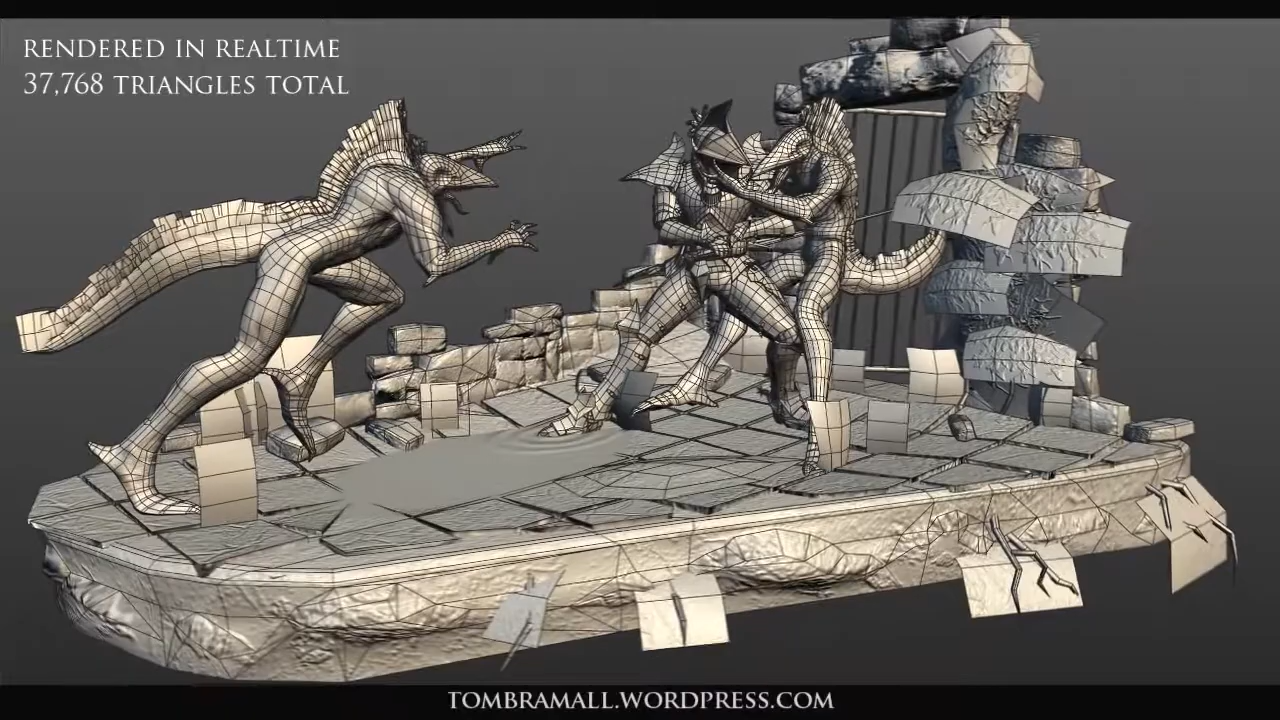 RENDERED IN REALTIME
37,768 TRIANGLES TOTAL
TOMBRAMALL.WORDPRESS.COM